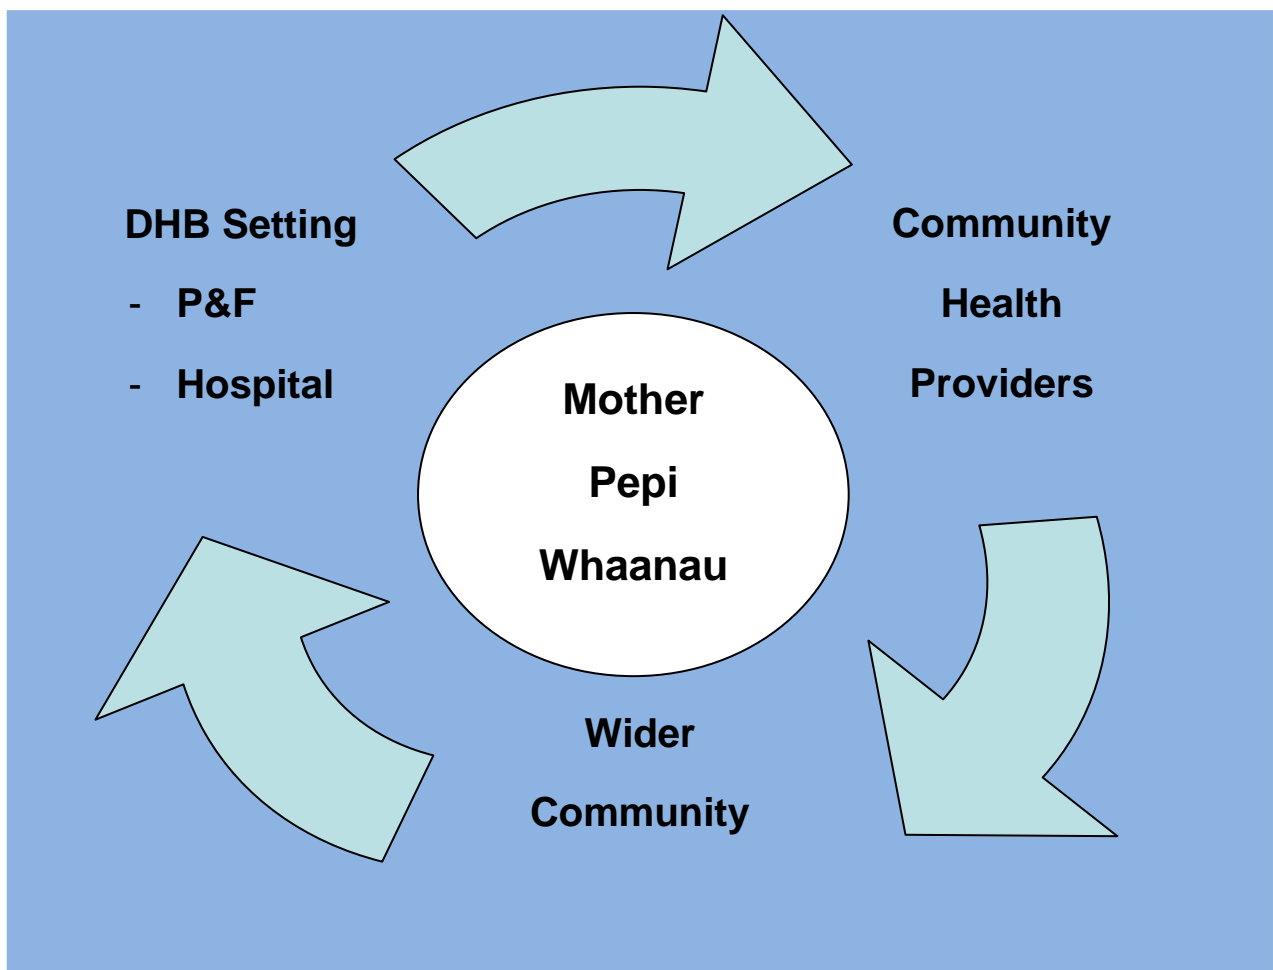 DHB Setting
- P&F
- Hospital
Community
Health
Providers
Mother
Pepi
Whaanau
Wider
Community